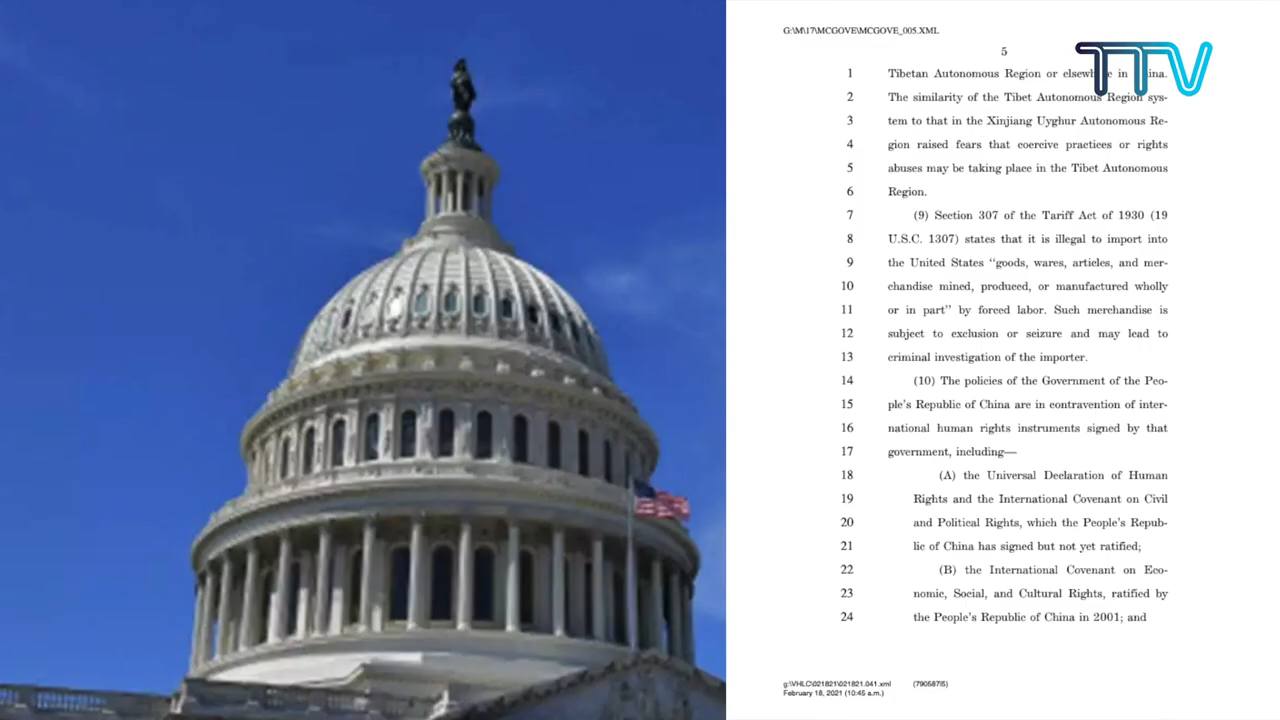 G:\M\17\MCGOVE\MCGOVE_005.XML
TTV
5
1 Tibetan Autonomous Region or elsewhere in China.
2 The similarity of the Tibet Autonomous Region sys-
3 tem to that in the Xinjiang Uyghur Autonomous Re-
4 gion raised fears that coercive practices or rights
5 abuses may be taking place in the Tibet Autonomous
6 Region.
7 (9) Section 307 of the Tariff Act of 1930 (19
8 U.S.C. 1307) states that it is illegal to import into
9 the United States ‘‘goods, wares, articles, and mer-
10 chandise mined, produced, or manufactured wholly
11 or in part’’ by forced labor. Such merchandise is
12 subject to exclusion or seizure and may lead to
13 criminal investigation of the importer.
14 (10) The policies of the Government of the Peo-
15 ple’s Republic of China are in contravention of inter-
16 national human rights instruments signed by that
17 government, including—
18 (A) the Universal Declaration of Human
19 Rights and the International Covenant on Civil
20 and Political Rights, which the People’s Repub-
21 lic of China has signed but not yet ratified;
22 (B) the International Covenant on Eco-
23 nomic, Social, and Cultural Rights, ratified by
24 the People’s Republic of China in 2001; and
g:\VHLC\021821\021821.041.xml (790587|5)
February 18, 2021 (10:45 a.m.)